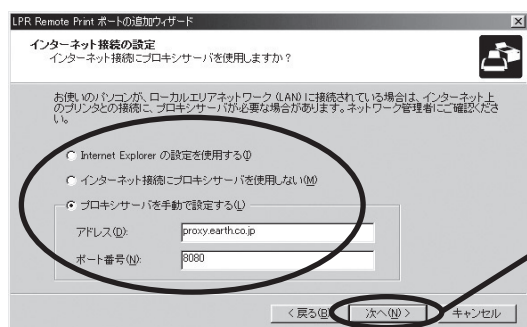 LPR Remote Print ポートの追加ウィザード
インターネット接続の設定
インターネット接続にプロキシサーバを使用しますか?
お使いのパソコンが、ローカルエリアネットワーク (LAN) に接続されている場合は、インターネット上
のプリンタとの接続に、プロキシサーバが必要な場合があります。ネットワーク管理者にご確認くださ
い。
Internet Explorer の設定を使用する(I)
インターネット接続にプロキシサーバを使用しない(M)
プロキシサーバを手動で設定する(L)
アドレス(D): proxy.earth.co.jp
ポート番号(N): 8080
< 戻る(B) 次へ(N) > キャンセル